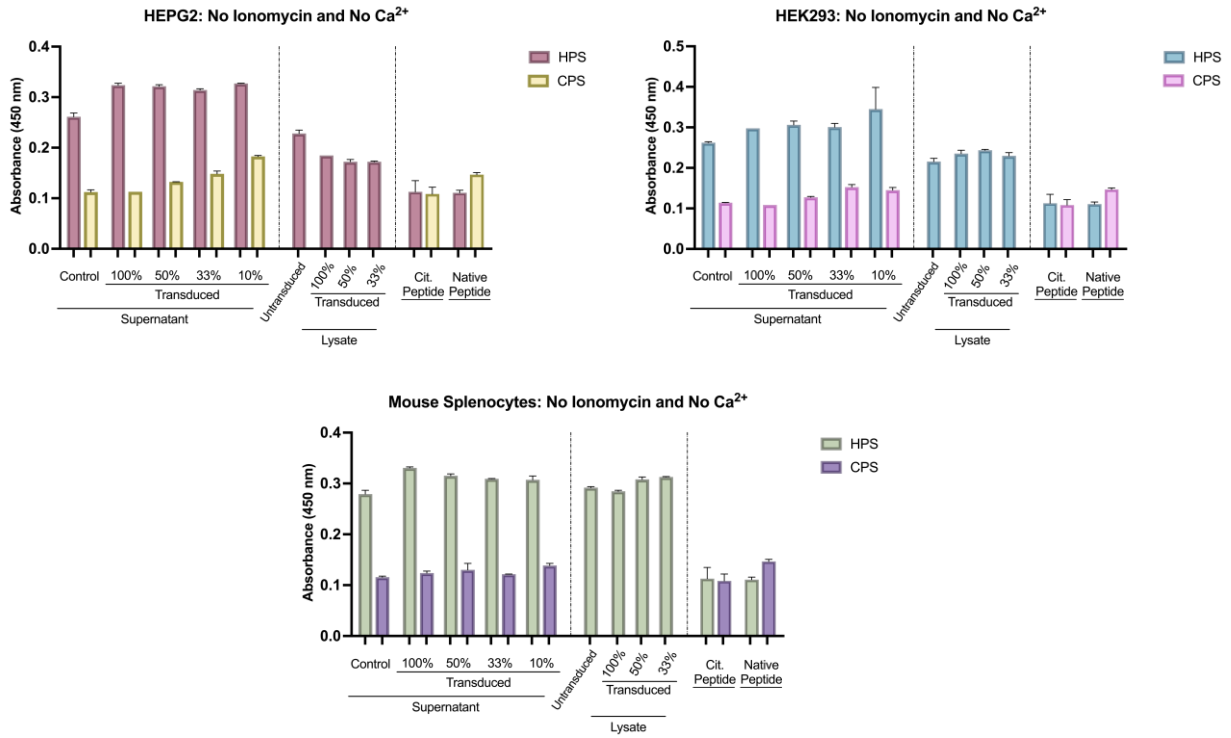 HEPG2: No Ionomycin and No Ca²⁺
Absorbance (450 nm)
0.4
0.3
0.2
0.1
0.0
HPS
CPS
Control
100%
50%
33%
10%
Transduced
Supernatant
Untransduced
100%
50%
33%
Transduced
Lysate
Cit.
Peptide
Native
Peptide
HEK293: No Ionomycin and No Ca²⁺
Absorbance (450 nm)
0.5
0.4
0.3
0.2
0.1
0.0
HPS
CPS
Control
100%
50%
33%
10%
Transduced
Supernatant
Untransduced
100%
50%
33%
Transduced
Lysate
Cit.
Peptide
Native
Peptide
Mouse Splenocytes: No Ionomycin and No Ca²⁺
Absorbance (450 nm)
0.4
0.3
0.2
0.1
0.0
HPS
CPS
Control
100%
50%
33%
10%
Transduced
Supernatant
Untransduced
100%
50%
33%
Transduced
Lysate
Cit.
Peptide
Native
Peptide